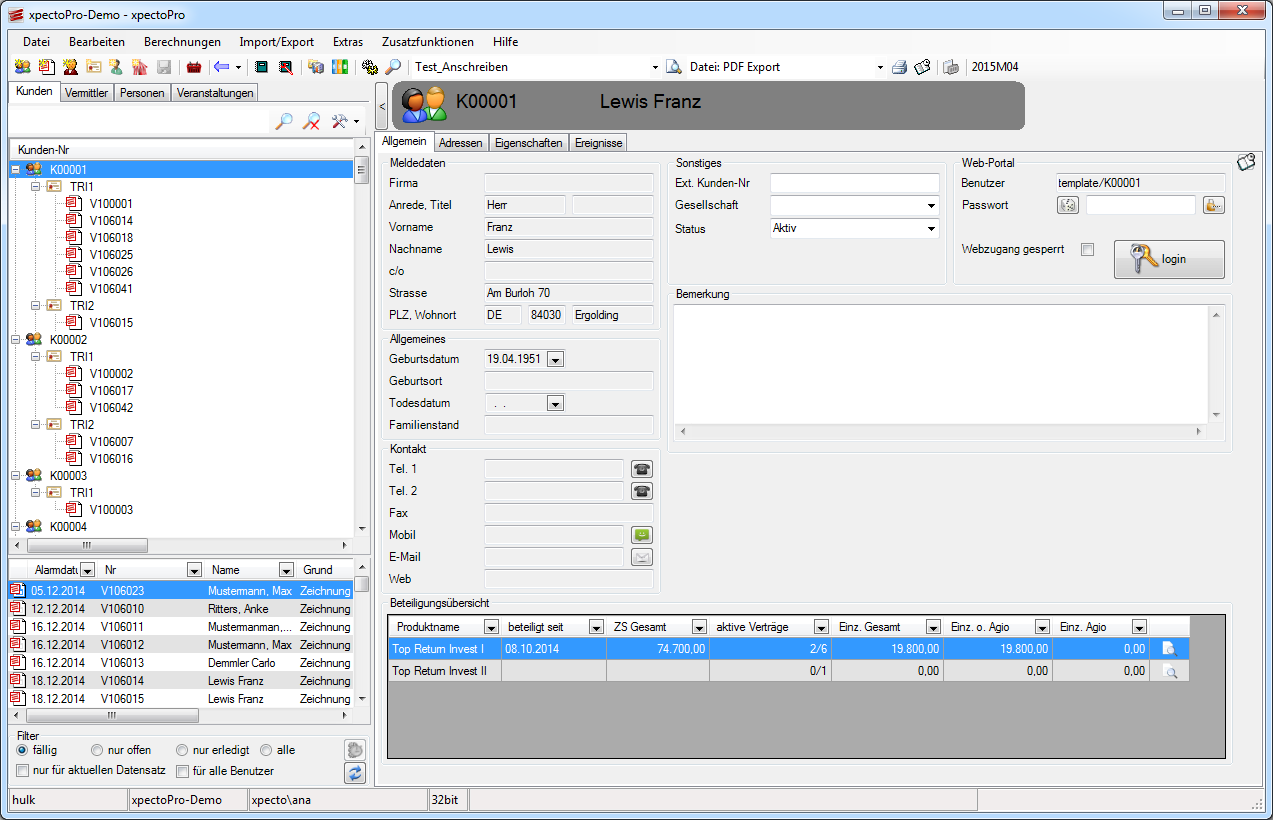 xpectoPro-Demo - xpectoPro
Datei Bearbeiten Berechnungen Import/Export Extras Zusatzfunktionen Hilfe
Test_Anschreiben Datei: PDF Export 2015M04
Kunden Vermittler Personen Veranstaltungen
Kunden-Nr
K00001
TRI1
V100001
V106014
V106018
V106025
V106026
V106041
TRI2
V106015
K00002
TRI1
V100002
V106017
V106042
TRI2
V106007
V106016
K00003
TRI1
V100003
K00004
Alarmdatu Nr Name Grund
05.12.2014 V106023 Mustermann, Max Zeichnung
12.12.2014 V106010 Ritters, Anke Zeichnung
16.12.2014 V106011 Mustermanman,... Zeichnung
16.12.2014 V106012 Mustermann, Max Zeichnung
16.12.2014 V106013 Demmler Carlo Zeichnung
18.12.2014 V106014 Lewis Franz Zeichnung
18.12.2014 V106015 Lewis Franz Zeichnung
Filter
fällig nur offen nur erledigt alle
nur für aktuellen Datensatz für alle Benutzer
< K00001 Lewis Franz
Allgemein Adressen Eigenschaften Ereignisse
Meldedaten
Firma
Anrede, Titel Herr
Vorname Franz
Nachname Lewis
c/o
Strasse Am Burloh 70
PLZ, Wohnort DE 84030 Ergolding
Allgemeines
Geburtsdatum 19.04.1951
Geburtsort
Todesdatum . .
Familienstand
Kontakt
Tel. 1
Tel. 2
Fax
Mobil
E-Mail
Web
Sonstiges
Ext. Kunden-Nr
Gesellschaft
Status Aktiv
Web-Portal
Benutzer template/K00001
Passwort
Webzugang gesperrt login
Bemerkung
Beteiligungsübersicht
Produktname beteiligt seit ZS Gesamt aktive Verträge Einz. Gesamt Einz. o. Agio Einz. Agio
Top Return Invest I 08.10.2014 74.700,00 2/6 19.800,00 19.800,00 0,00
Top Return Invest II 0/1 0,00 0,00 0,00
hulk xpectoPro-Demo xpecto\ana 32bit